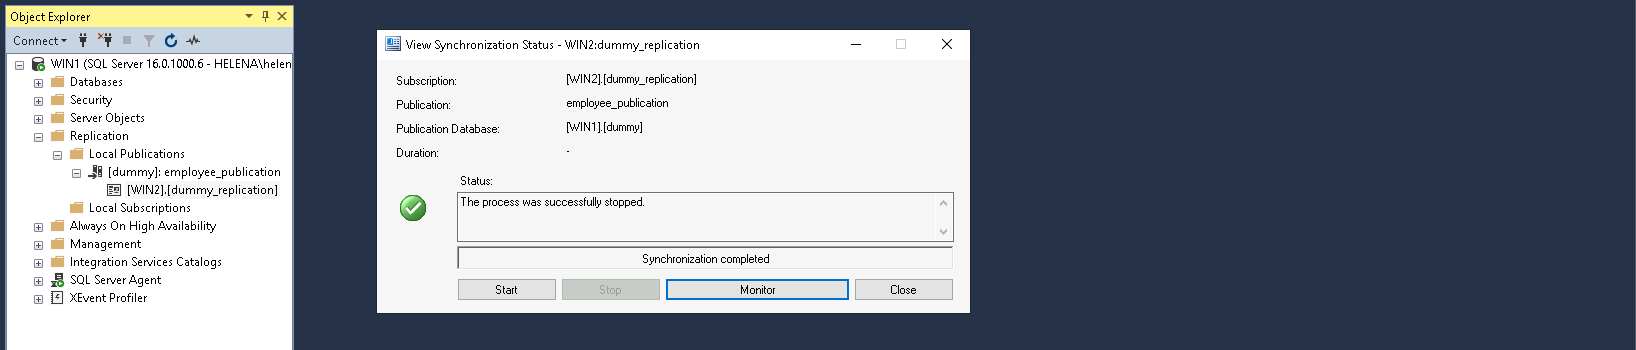 Object Explorer
Connect
WIN1 (SQL Server 16.0.1000.6 - HELENA\helen
Databases
Security
Server Objects
Replication
Local Publications
[dummy]: employee_publication
[WIN2].[dummy_replication]
Local Subscriptions
Always On High Availability
Management
Integration Services Catalogs
SQL Server Agent
XEvent Profiler
View Synchronization Status - WIN2:dummy_replication
Subscription: [WIN2].[dummy_replication]
Publication: employee_publication
Publication Database: [WIN1].[dummy]
Duration: -
Status:
The process was successfully stopped.
Synchronization completed
Start Stop Monitor Close